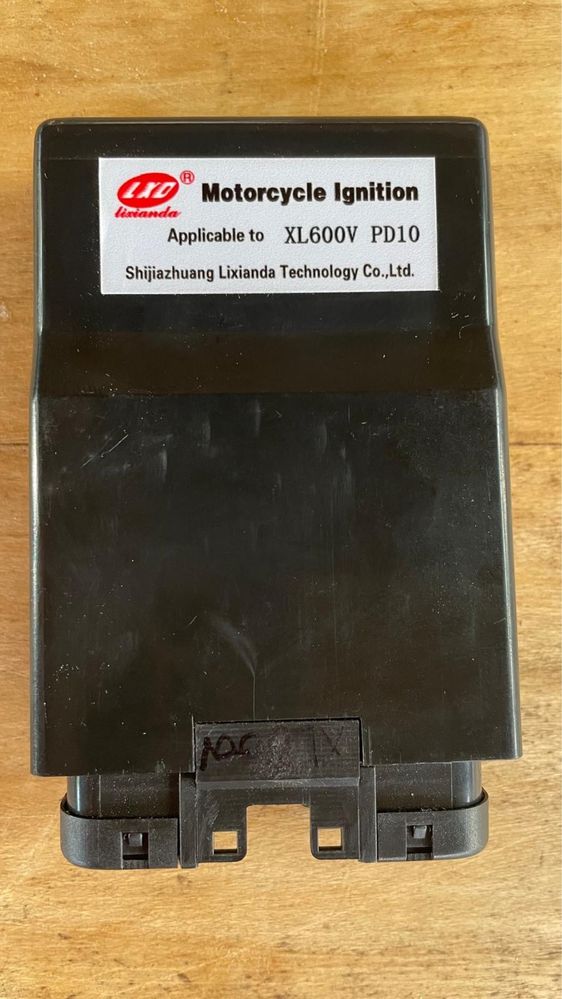 LXD® Motorcycle Ignition
lixianda
Applicable to XL600V PD10
Shijiazhuang Lixianda Technology Co.,Ltd.